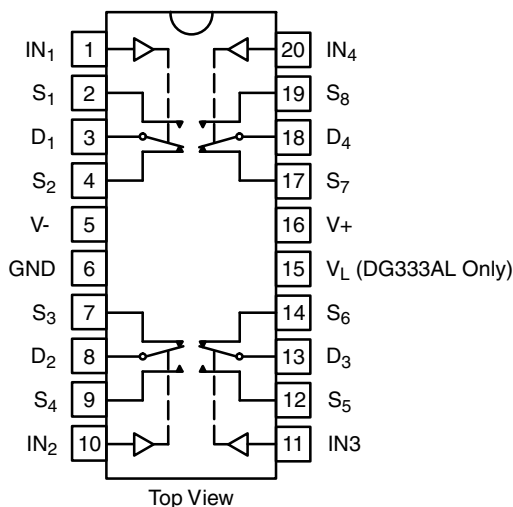 IN1 1 20 IN4
S1 2 19 S8
D1 3 18 D4
S2 4 17 S7
V- 5 16 V+
GND 6 15 VL (DG333AL Only)
S3 7 14 S6
D2 8 13 D3
S4 9 12 S5
IN2 10 11 IN3
Top View